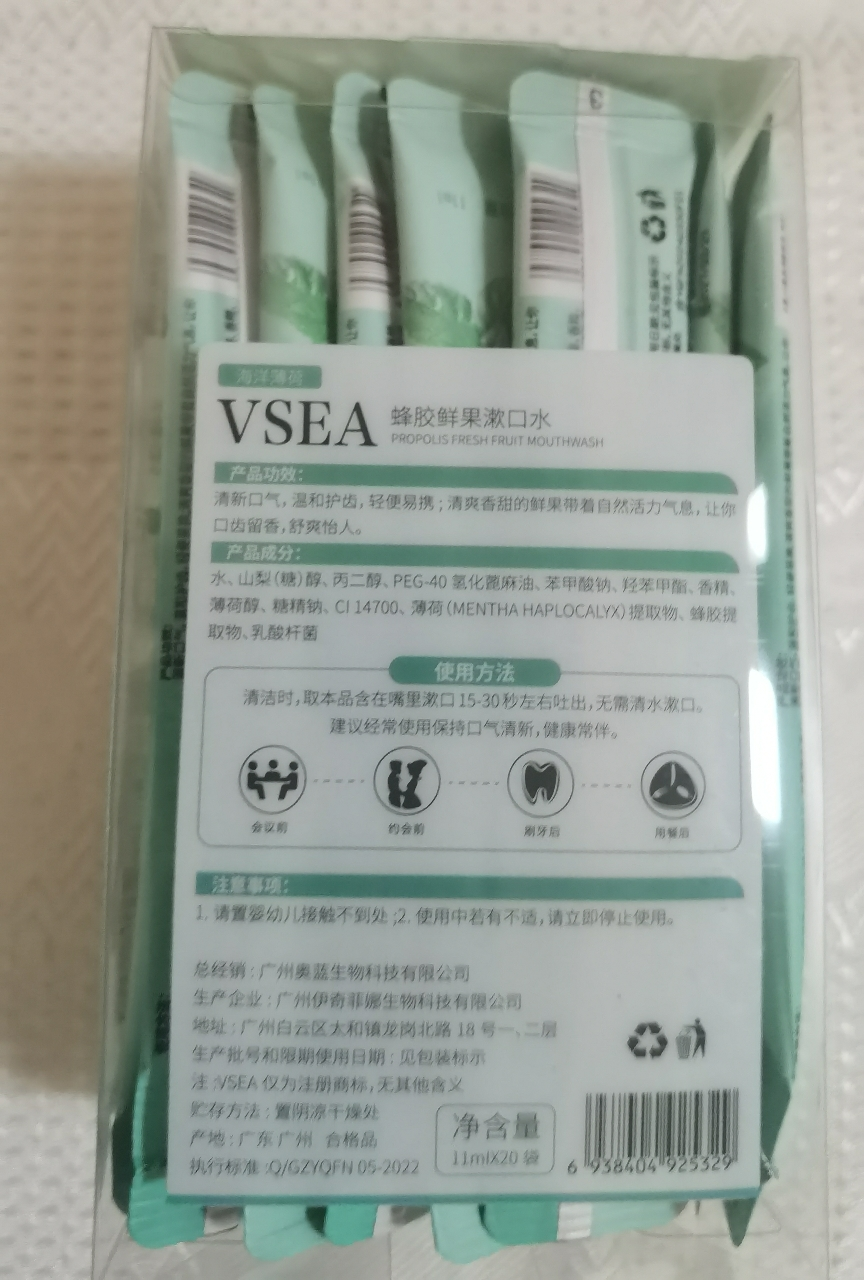 海洋薄荷
VSEA 蜂胶鲜果漱口水
PROPOLIS FRESH FRUIT MOUTHWASH
产品功效:
清新口气,温和护齿,轻便易携;清爽香甜的鲜果带着自然活力气息,让你
口齿留香,舒爽怡人。
产品成分:
水、山梨(糖)醇、丙二醇、PEG-40 氢化蓖麻油、苯甲酸钠、羟苯甲酯、香精、
薄荷醇、糖精钠、CI 14700、薄荷(MENTHA HAPLOCALYX)提取物、蜂胶提
取物、乳酸杆菌
使用方法
清洁时,取本品含在嘴里漱口 15-30秒左右吐出,无需清水漱口。
建议经常使用保持口气清新,健康常伴。
会议前 约会前 刷牙后 用餐后
注意事项:
1. 请置婴幼儿接触不到处;2. 使用中若有不适,请立即停止使用。
总经销:广州奥蓝生物科技有限公司
生产企业:广州伊奇菲娜生物科技有限公司
地址:广州白云区太和镇龙岗北路 18 号一、二层
生产批号和限期使用日期:见包装标示
注:VSEA 仅为注册商标,无其他含义
贮存方法:置阴凉干燥处
产地:广东 广州 合格品
执行标准:Q/GZYQFN 05-2022
净含量
11mlX20 袋
6 938404 925329